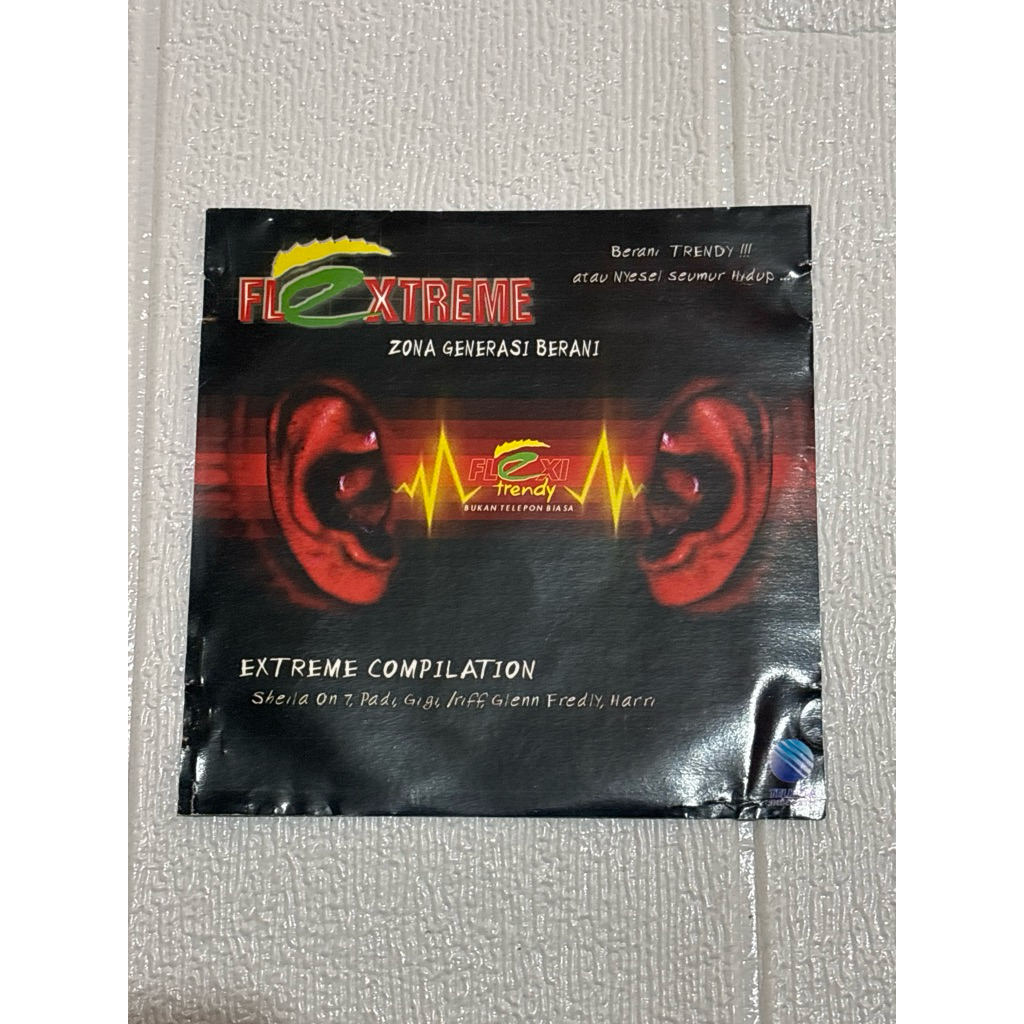 FLEXTREME
Berani TRENDY !!!
atau Nyesel Seumur Hidup ...
ZONA GENERASI BERANI
FLEXI
trendy
BUKAN TELEPON BIASA
EXTREME COMPILATION
Sheila On 7, Padi, Gigi, /riff, Glenn Fredly, Harri